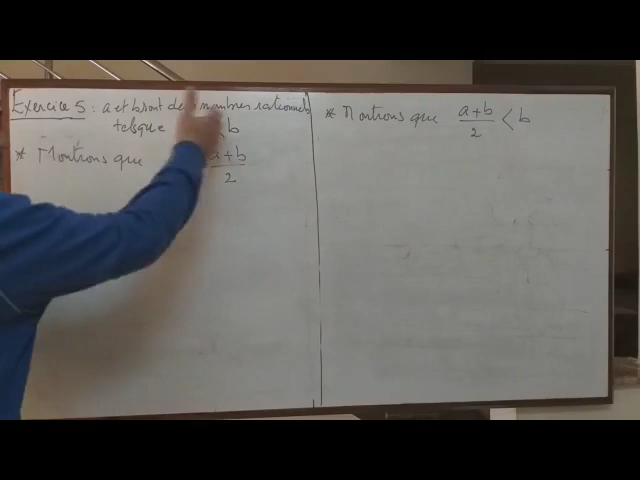 Exercice 5 : a et b sont des nombres rationnels
telsque < b
* Montrons que a+b/2
* Montrons que a+b/2 < b